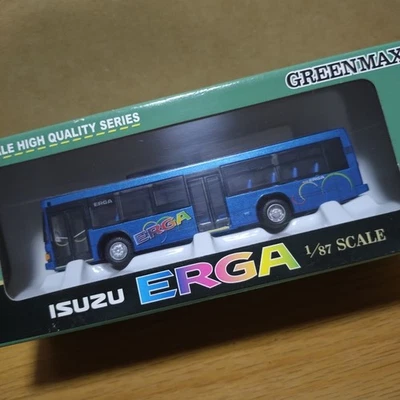 GREENMAX
LE HIGH QUALITY SERIES
ERGA
ERGA
ISUZU ERGA 1/87 SCALE